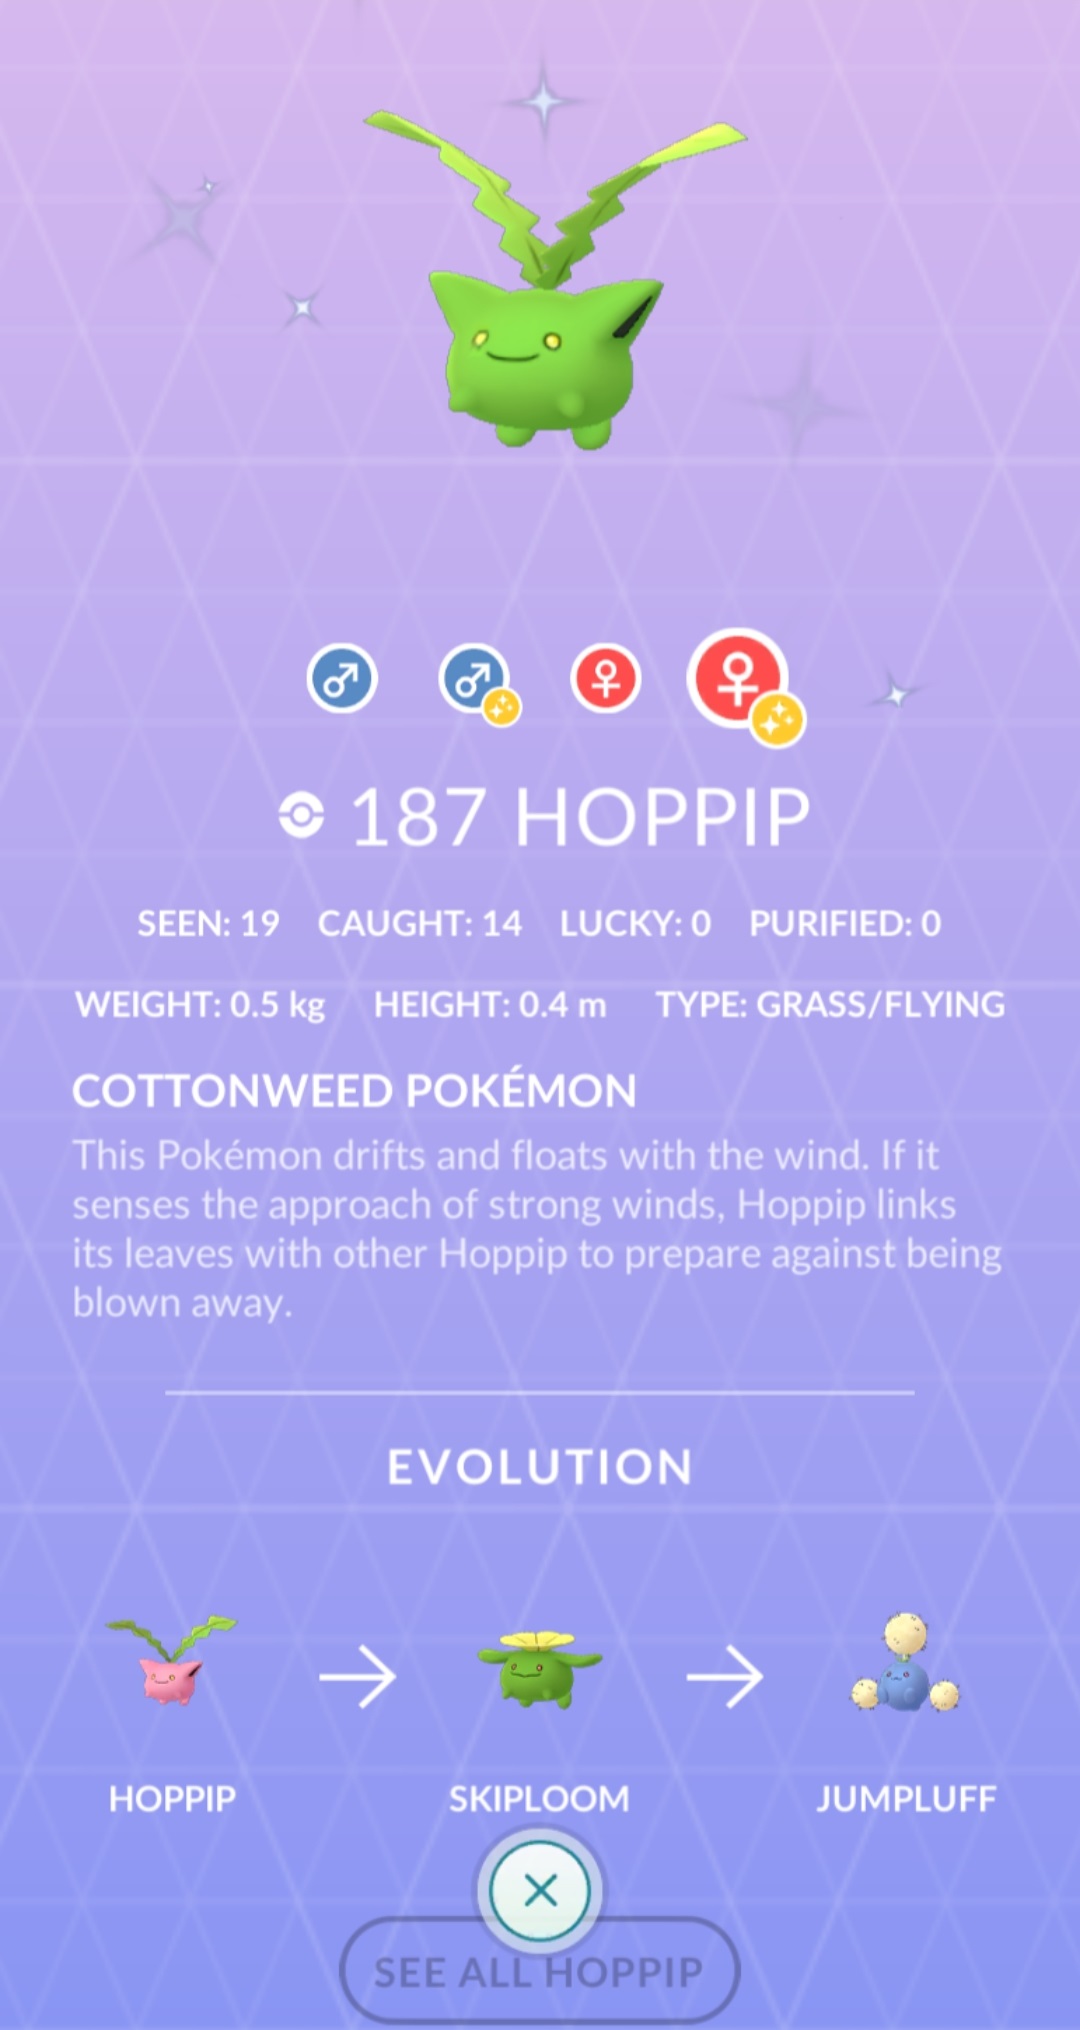 187 HOPPIP
SEEN: 19 CAUGHT: 14 LUCKY: 0 PURIFIED: 0
WEIGHT: 0.5 kg HEIGHT: 0.4 m TYPE: GRASS/FLYING
COTTONWEED POKÉMON
This Pokémon drifts and floats with the wind. If it
senses the approach of strong winds, Hoppip links
its leaves with other Hoppip to prepare against being
blown away.
EVOLUTION
HOPPIP SKIPLOOM JUMPLUFF
SEE ALL HOPPIP